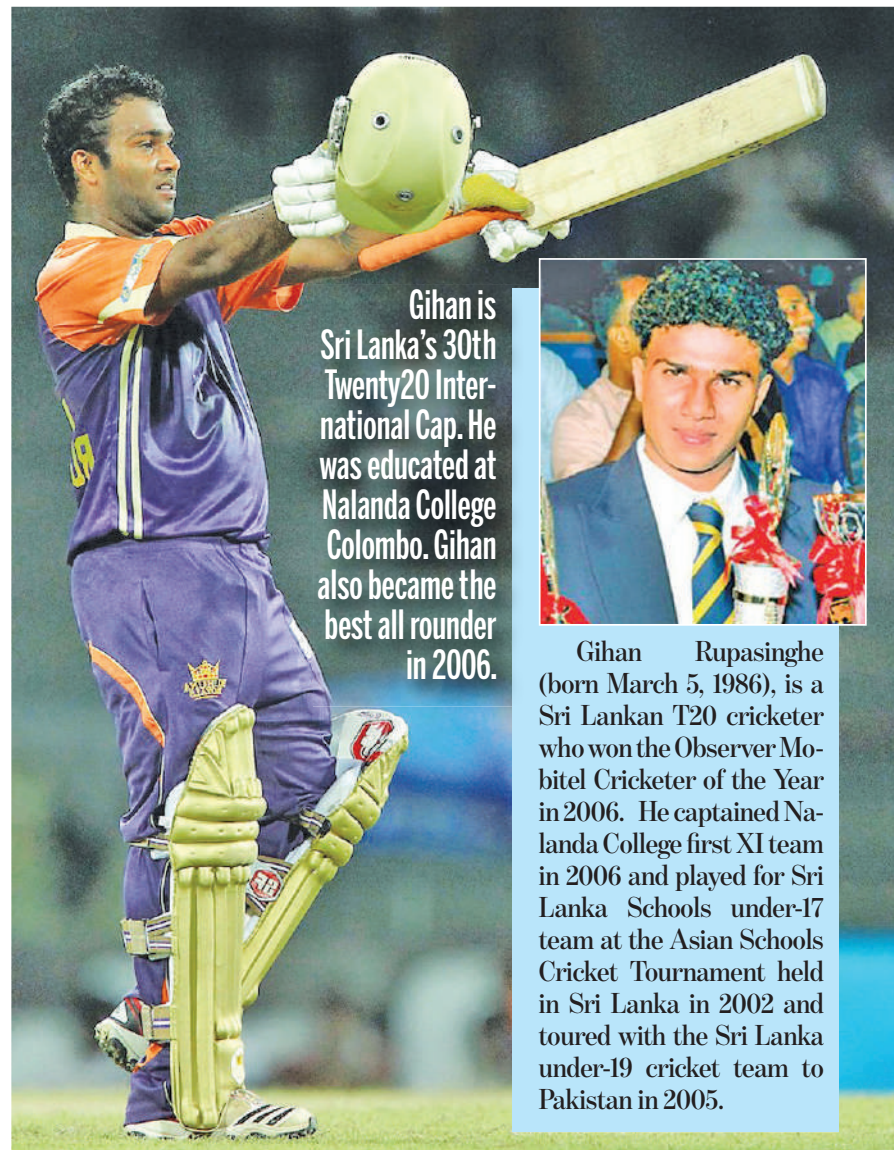 Gihan is
Sri Lanka’s 30th
Twenty20 Inter-
national Cap. He
was educated at
Nalanda College
Colombo. Gihan
also became the
best all rounder
in 2006.
Gihan Rupasinghe
(born March 5, 1986), is a
Sri Lankan T20 cricketer
who won the Observer Mo-
bitel Cricketer of the Year
in 2006. He captained Na-
landa College first XI team
in 2006 and played for Sri
Lanka Schools under-17
team at the Asian Schools
Cricket Tournament held
in Sri Lanka in 2002 and
toured with the Sri Lanka
under-19 cricket team to
Pakistan in 2005.